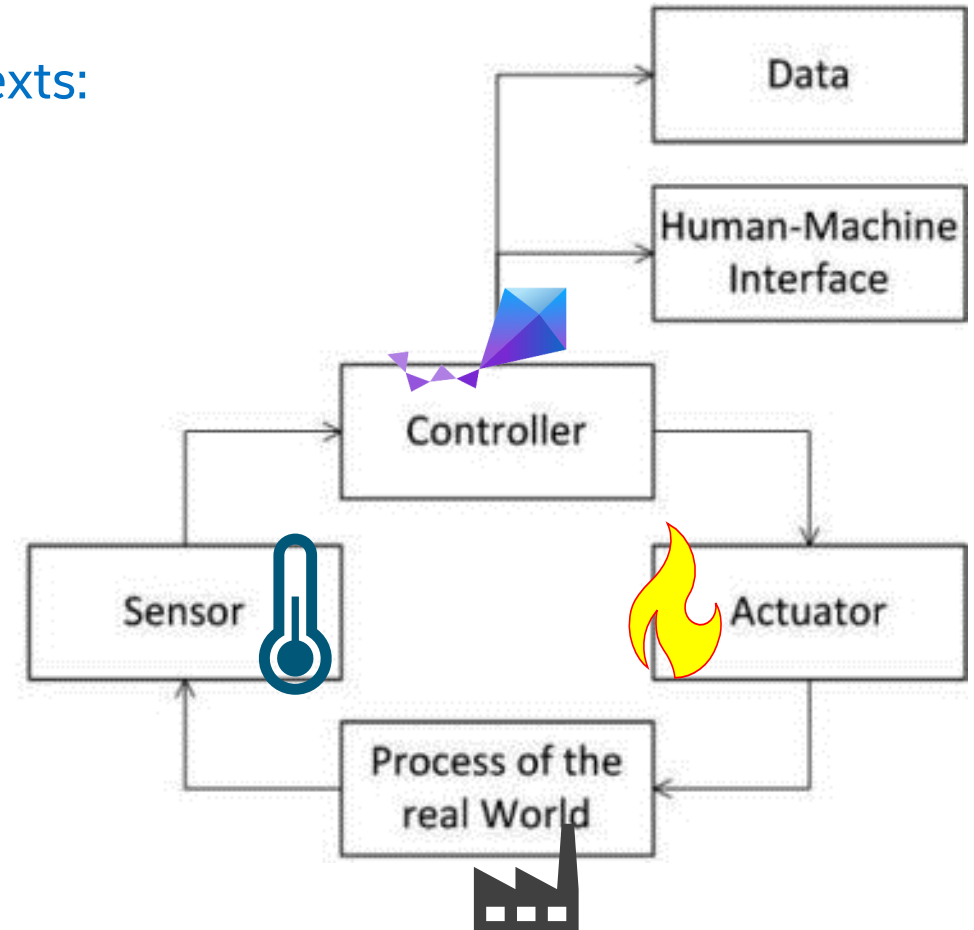 exts:
Data
Human-Machine
Interface
Controller
Sensor
Actuator
Process of the
real World